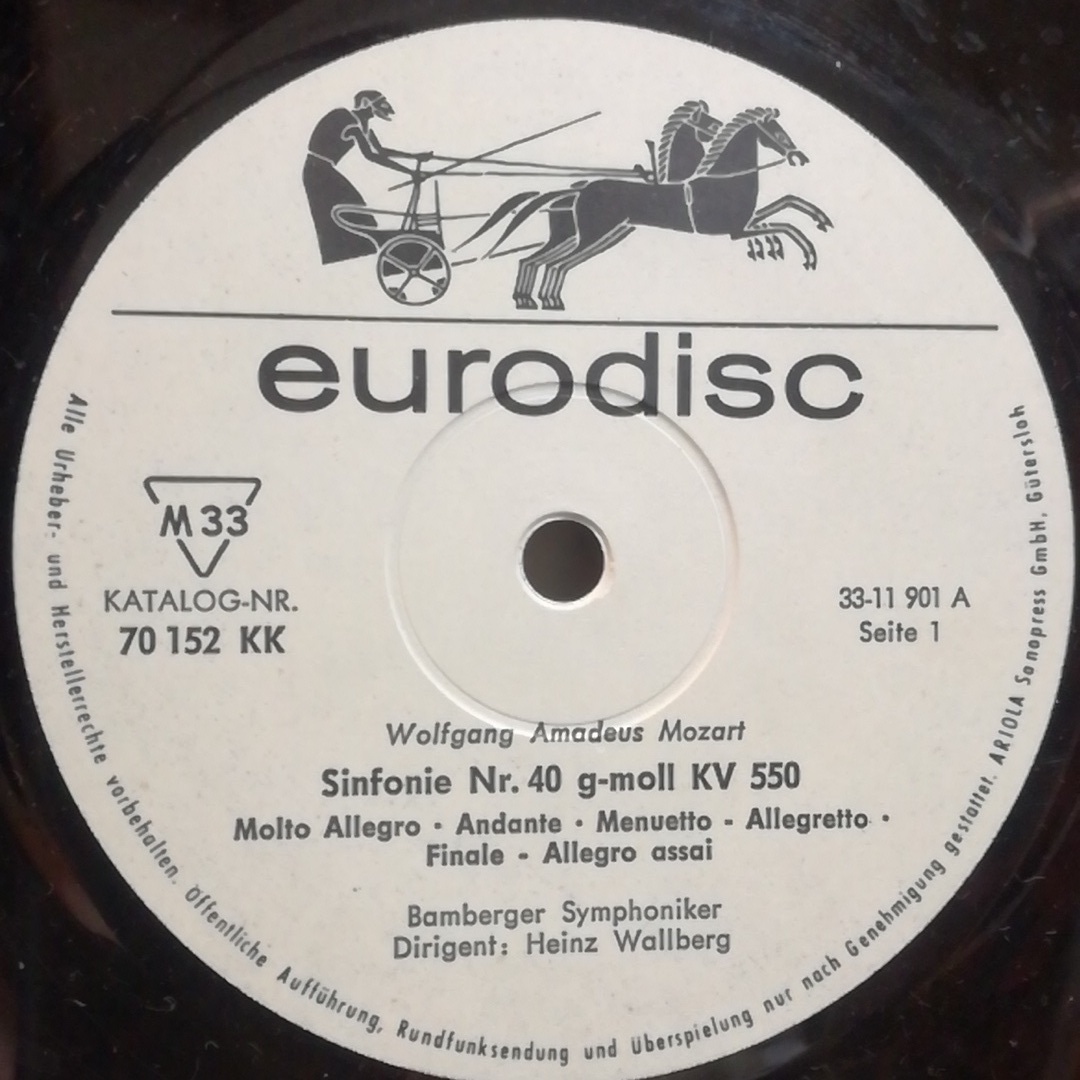 eurodisc
M 33
KATALOG-NR.
70 152 KK
33-11 901 A
Seite 1
Wolfgang Amadeus Mozart
Sinfonie Nr. 40 g-moll KV 550
Molto Allegro · Andante · Menuetto - Allegretto ·
Finale - Allegro assai
Bamberger Symphoniker
Dirigent: Heinz Wallberg
Alle Urheber- und Herstellerrechte vorbehalten. Öffentliche Aufführung, Rundfunksendung und Überspielung nur nach Genehmigung gestattet. ARIOLA Sonopress GmbH, Gütersloh